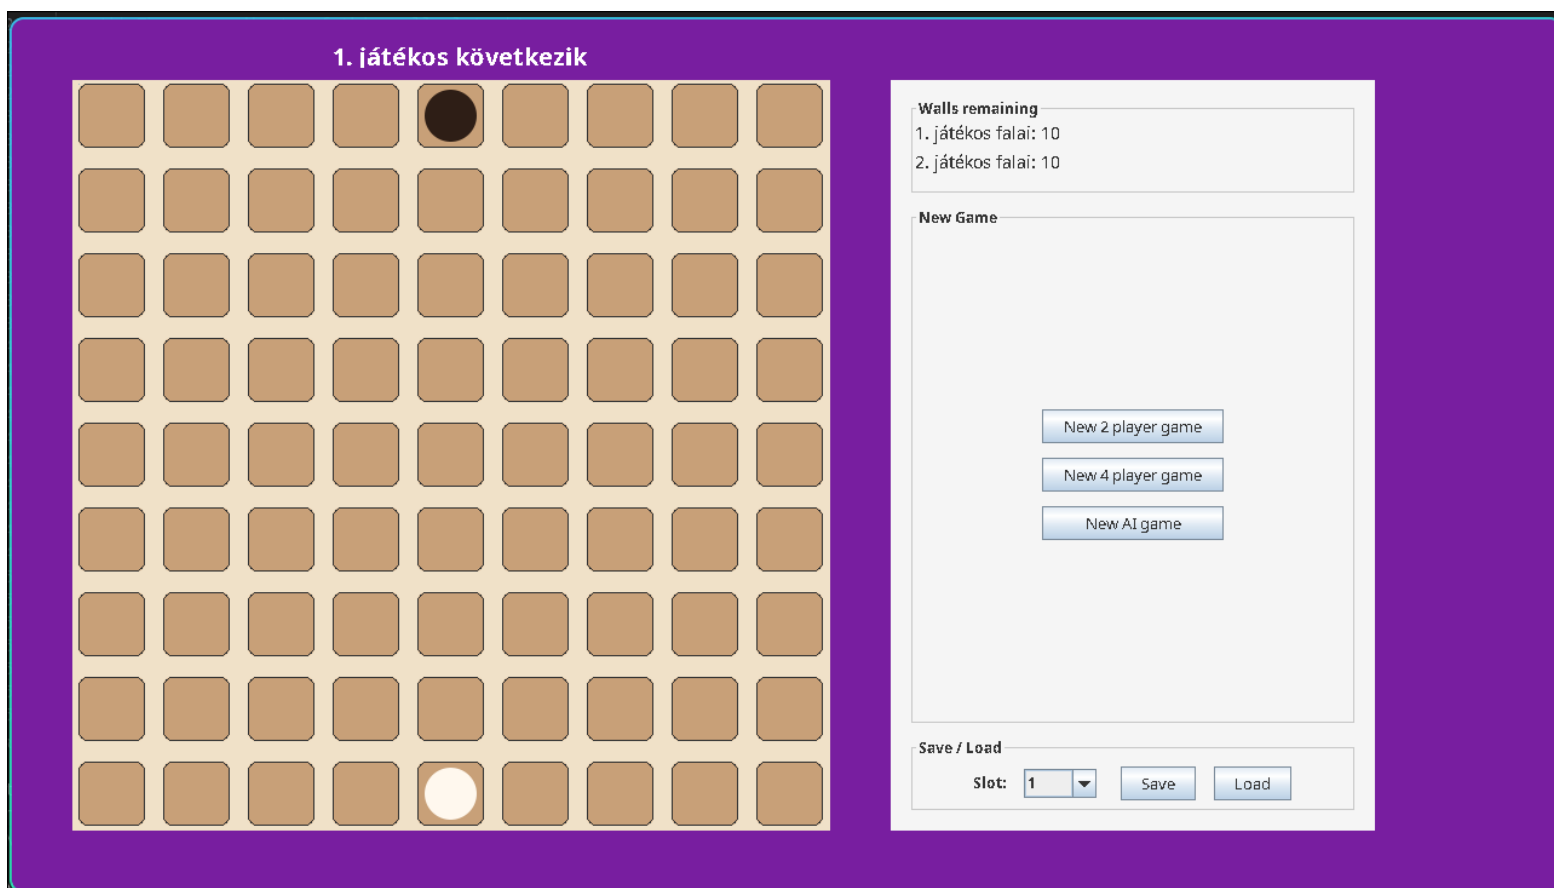 1. játékos következik
Walls remaining
1. játékos falai: 10
2. játékos falai: 10
New Game
New 2 player game
New 4 player game
New AI game
Save / Load
Slot: 1 Save Load